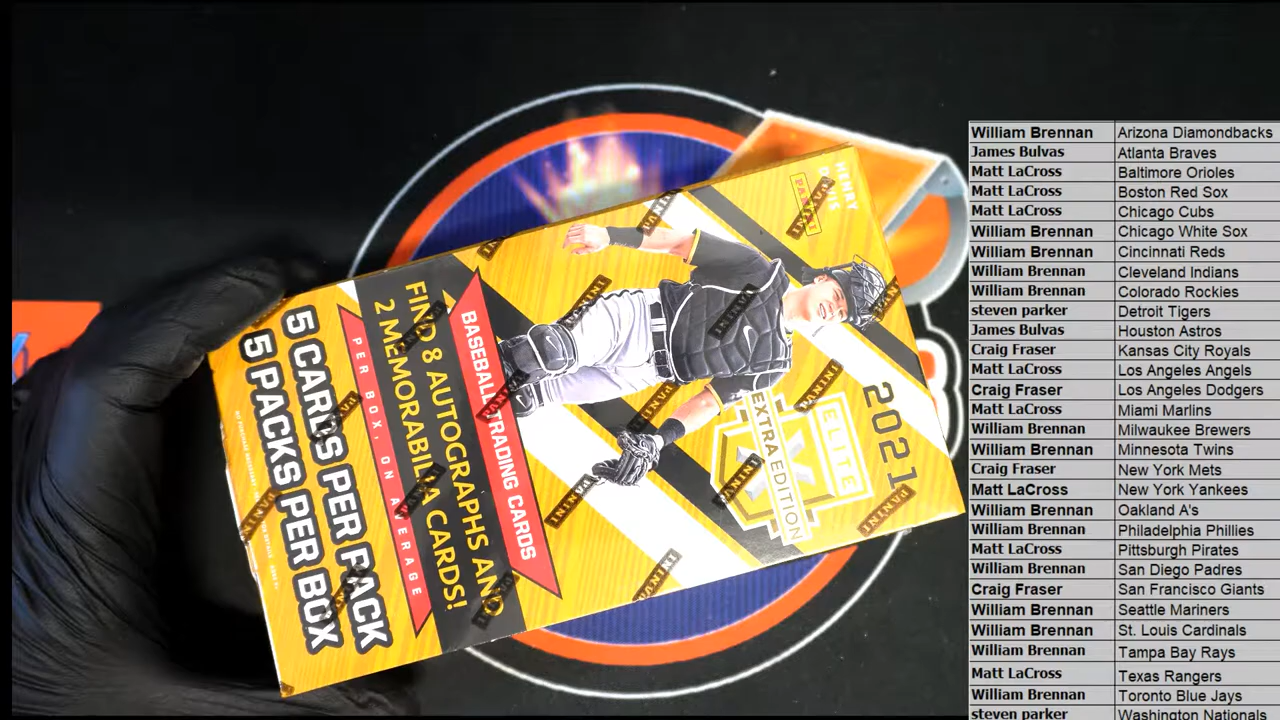 HENRY
PANINI
2021
ELITE
EXTRA EDITION
BASEBALL TRADING CARDS
FIND 8 AUTOGRAPHS AND
2 MEMORABILIA CARDS!
PER BOX, ON AVERAGE
5 CARDS PER PACK
5 PACKS PER BOX
William Brennan Arizona Diamondbacks
James Bulvas Atlanta Braves
Matt LaCross Baltimore Orioles
Matt LaCross Boston Red Sox
Matt LaCross Chicago Cubs
William Brennan Chicago White Sox
William Brennan Cincinnati Reds
William Brennan Cleveland Indians
William Brennan Colorado Rockies
steven parker Detroit Tigers
James Bulvas Houston Astros
Craig Fraser Kansas City Royals
Matt LaCross Los Angeles Angels
Craig Fraser Los Angeles Dodgers
Matt LaCross Miami Marlins
William Brennan Milwaukee Brewers
William Brennan Minnesota Twins
Craig Fraser New York Mets
Matt LaCross New York Yankees
William Brennan Oakland A's
William Brennan Philadelphia Phillies
Matt LaCross Pittsburgh Pirates
William Brennan San Diego Padres
Craig Fraser San Francisco Giants
William Brennan Seattle Mariners
William Brennan St. Louis Cardinals
William Brennan Tampa Bay Rays
Matt LaCross Texas Rangers
William Brennan Toronto Blue Jays
steven parker Washington Nationals